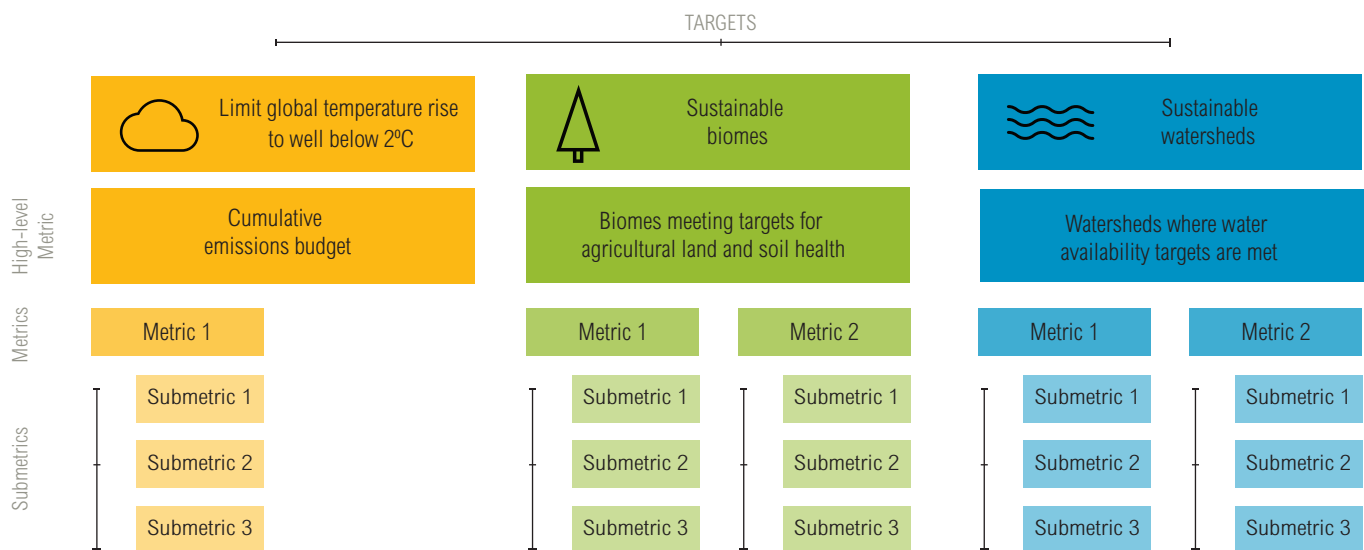 TARGETS
Limit global temperature rise
to well below 2ºC
Sustainable
biomes
Sustainable
watersheds
High-level
Metric
Cumulative
emissions budget
Biomes meeting targets for
agricultural land and soil health
Watersheds where water
availability targets are met
Metrics
Metric 1
Metric 1
Metric 2
Metric 1
Metric 2
Submetrics
Submetric 1
Submetric 1
Submetric 1
Submetric 1
Submetric 1
Submetric 2
Submetric 2
Submetric 2
Submetric 2
Submetric 2
Submetric 3
Submetric 3
Submetric 3
Submetric 3
Submetric 3